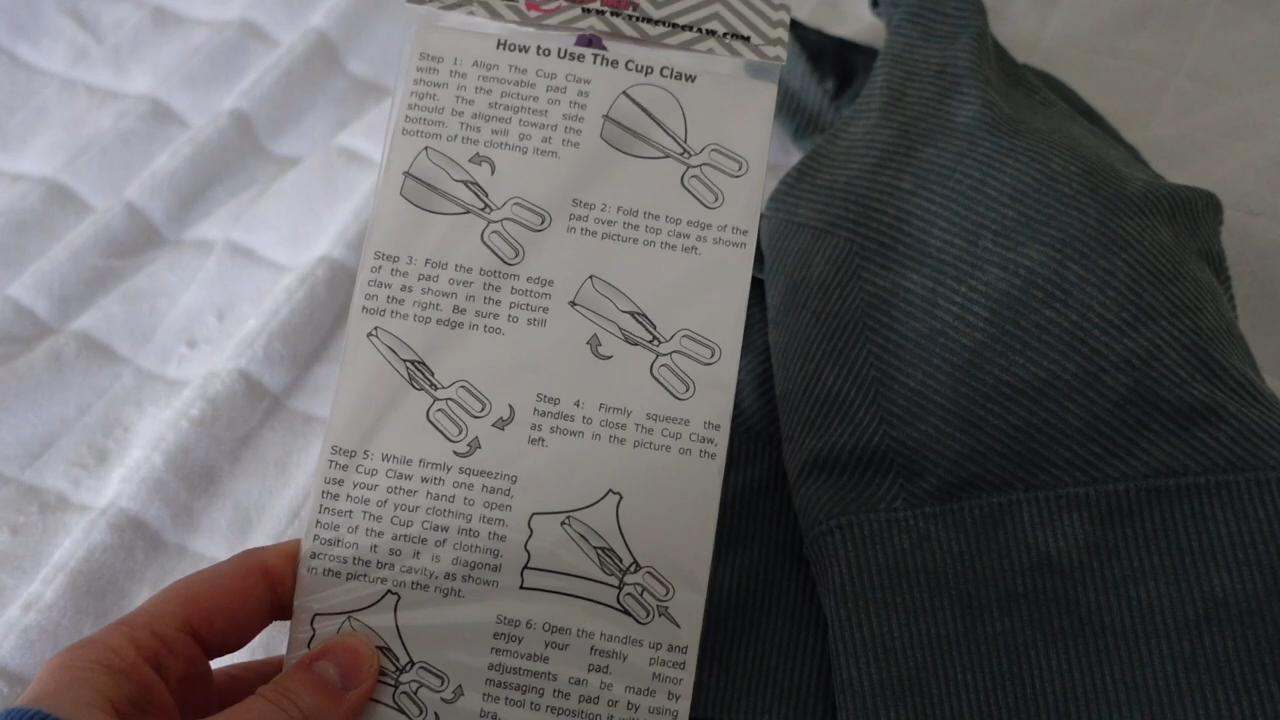 WWW.THECUPCLAW.COM
How to Use The Cup Claw
Step 1: Align The Cup Claw
with the removable pad as
shown in the picture on the
right. The straightest side
should be aligned toward the
bottom. This will go at the
bottom of the clothing item.
Step 2: Fold the top edge of the
pad over the top claw as shown
in the picture on the left.
Step 3: Fold the bottom edge
of the pad over the bottom
claw as shown in the picture
on the right. Be sure to still
hold the top edge in too.
Step 4: Firmly squeeze the
handles to close The Cup Claw,
as shown in the picture on the
left.
Step 5: While firmly squeezing
The Cup Claw with one hand,
use your other hand to open
the hole of your clothing item.
Insert The Cup Claw into the
hole of the article of clothing.
Position it so it is diagonal
across the bra cavity, as shown
in the picture on the right.
Step 6: Open the handles up and
enjoy your freshly placed
removable pad. Minor
adjustments can be made by
massaging the pad or by using
the tool to reposition it
bra.